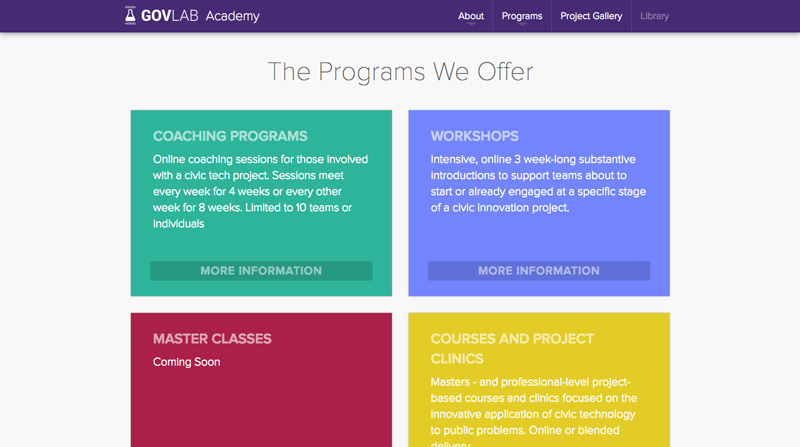 GOVLAB Academy
About
Programs
Project Gallery
Library
The Programs We Offer
COACHING PROGRAMS
Online coaching sessions for those involved
with a civic tech project. Sessions meet
every week for 4 weeks or every other
week for 8 weeks. Limited to 10 teams or
individuals
MORE INFORMATION
WORKSHOPS
Intensive, online 3 week-long substantive
introductions to support teams about to
start or already engaged at a specific stage
of a civic innovation project.
MORE INFORMATION
MASTER CLASSES
Coming Soon
COURSES AND PROJECT
CLINICS
Masters - and professional-level project-
based courses and clinics focused on the
innovative application of civic technology
to public problems. Online or blended
delivery